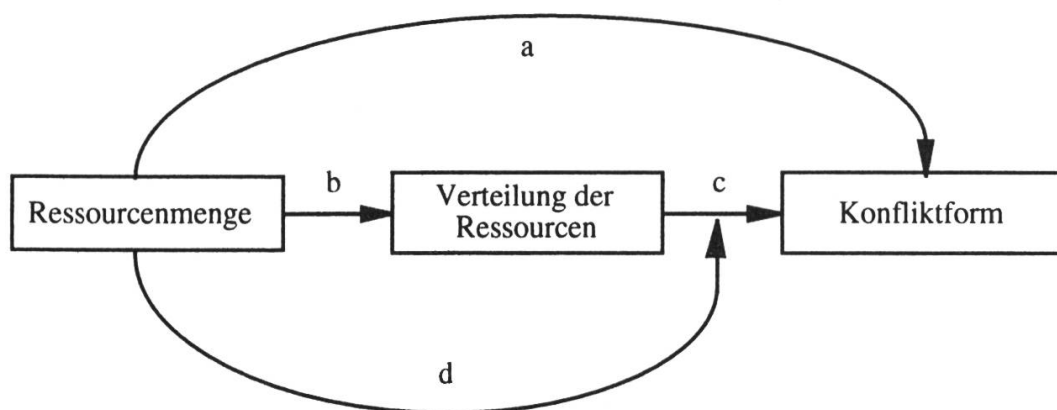 a
Ressourcenmenge
b
Verteilung der
Ressourcen
c
Konfliktform
d